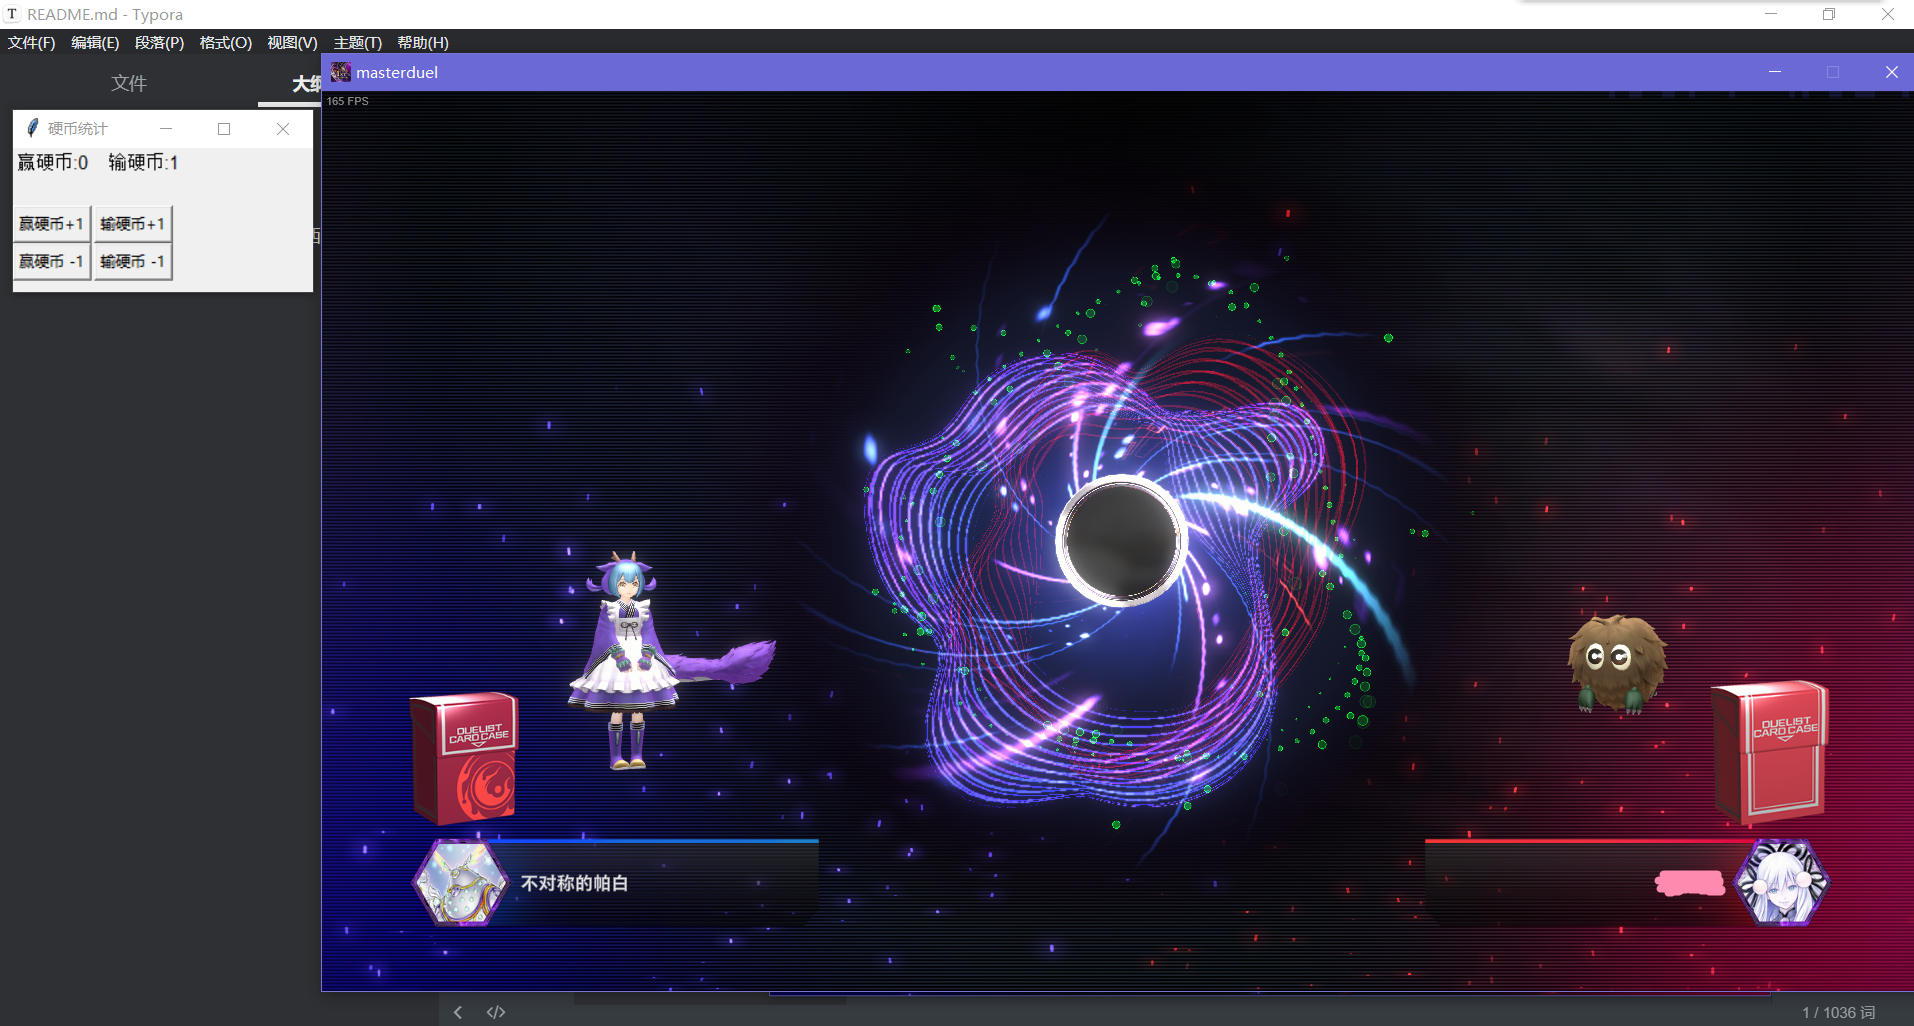 README.md - Typora
文件(F) 编辑(E) 段落(P) 格式(O) 视图(V) 主题(T) 帮助(H)
文件
masterduel
165 FPS
硬币统计
赢硬币:0 输硬币:1
赢硬币+1 输硬币+1
赢硬币 -1 输硬币 -1
DUELIST
CARD CASE
DUELIST
CARD CASE
不对称的帕白
</>
1 / 1036 词